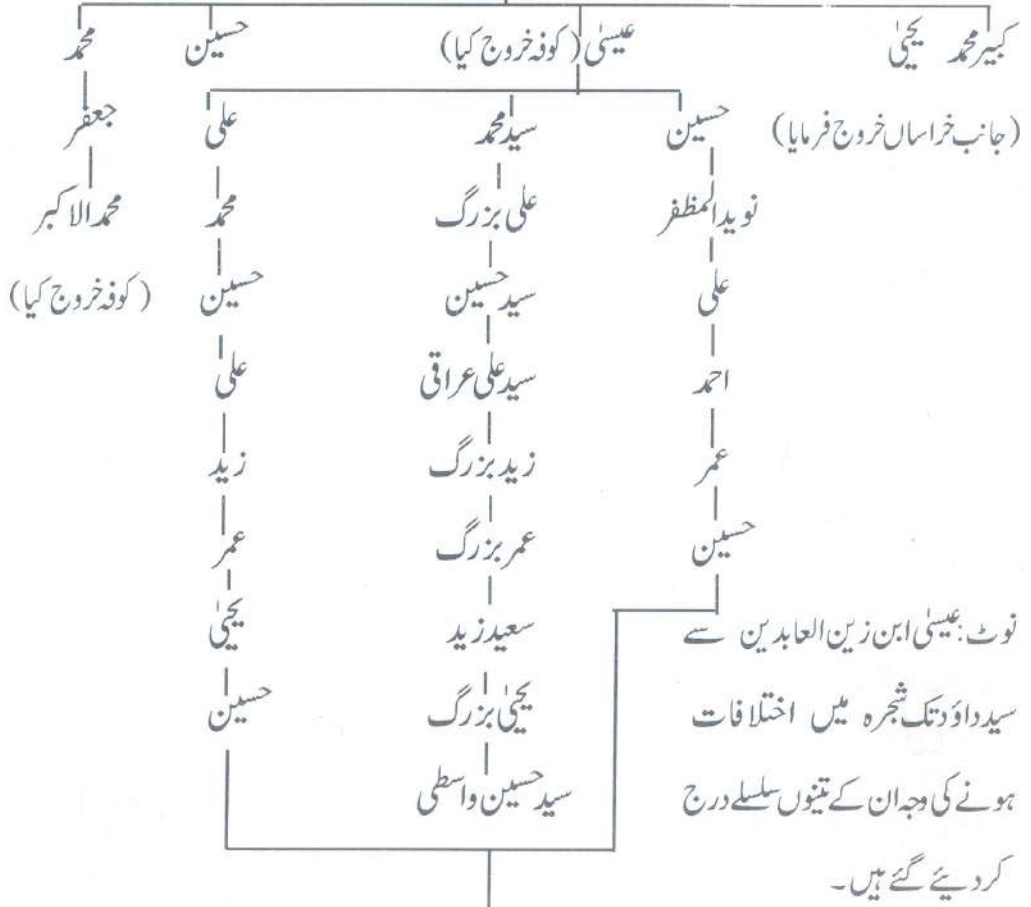 کبیر محمد یحییٰ عیسیٰ (کوفہ خروج کیا) حسین محمد
(جانب خراساں خروج فرمایا) حسین سید محمد علی جعفر
نوید المظفر علی بزرگ محمد محمد الاکبر
علی سید حسین حسین (کوفہ خروج کیا)
احمد سید علی عراقی علی
عمر زید بزرگ زید
حسین عمر بزرگ عمر
نوٹ: عیسیٰ ابن زین العابدین سے سعید زید یحییٰ
سید داؤد تک شجرہ میں اختلافات یحییٰ بزرگ حسین
ہونے کی وجہ ان کے تینوں سلسلے درج سید حسین واسطی
کر دیئے گئے ہیں۔